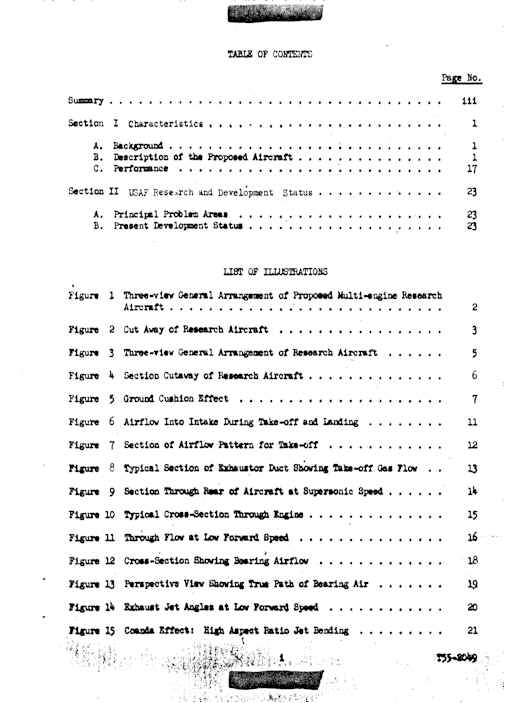 TABLE OF CONTENTS
Page No.
Summary . . . . . . . . . . . . . . . . . . . . . . . . . . . . . . . . . . 111
Section I Characteristics . . . . . . . . . . . . . . . . . . . . . . . . 1
A. Background . . . . . . . . . . . . . . . . . . . . . . . . . . . . 1
B. Description of the Proposed Aircraft . . . . . . . . . . . . . . . 1
C. Performance . . . . . . . . . . . . . . . . . . . . . . . . . . . 17
Section II USAF Research and Development Status . . . . . . . . . . . . . 23
A. Principal Problem Areas . . . . . . . . . . . . . . . . . . . . . 23
B. Present Development Status . . . . . . . . . . . . . . . . . . . . 23
LIST OF ILLUSTRATIONS
Figure 1 Three-view General Arrangement of Proposed Multi-engine Research
Aircraft . . . . . . . . . . . . . . . . . . . . . . . . . . . . 2
Figure 2 Cut Away of Research Aircraft . . . . . . . . . . . . . . . . . 3
Figure 3 Three-view General Arrangement of Research Aircraft . . . . . . 5
Figure 4 Section Cutaway of Research Aircraft . . . . . . . . . . . . . . 6
Figure 5 Ground Cushion Effect . . . . . . . . . . . . . . . . . . . . . 7
Figure 6 Airflow Into Intake During Take-off and Landing . . . . . . . . 11
Figure 7 Section of Airflow Pattern for Take-off . . . . . . . . . . . . 12
Figure 8 Typical Section of Exhaustor Duct Showing Take-off Gas Flow . . 13
Figure 9 Section Through Rear of Aircraft at Supersonic Speed . . . . . . 14
Figure 10 Typical Cross-Section Through Engine . . . . . . . . . . . . . . 15
Figure 11 Through Flow at Low Forward Speed . . . . . . . . . . . . . . . 16
Figure 12 Cross-Section Showing Bearing Airflow . . . . . . . . . . . . . 18
Figure 13 Perspective View Showing True Path of Bearing Air . . . . . . . 19
Figure 14 Exhaust Jet Angles at Low Forward Speed . . . . . . . . . . . . 20
Figure 15 Coanda Effect: High Aspect Ratio Jet Bending . . . . . . . . . 21
T55-2049